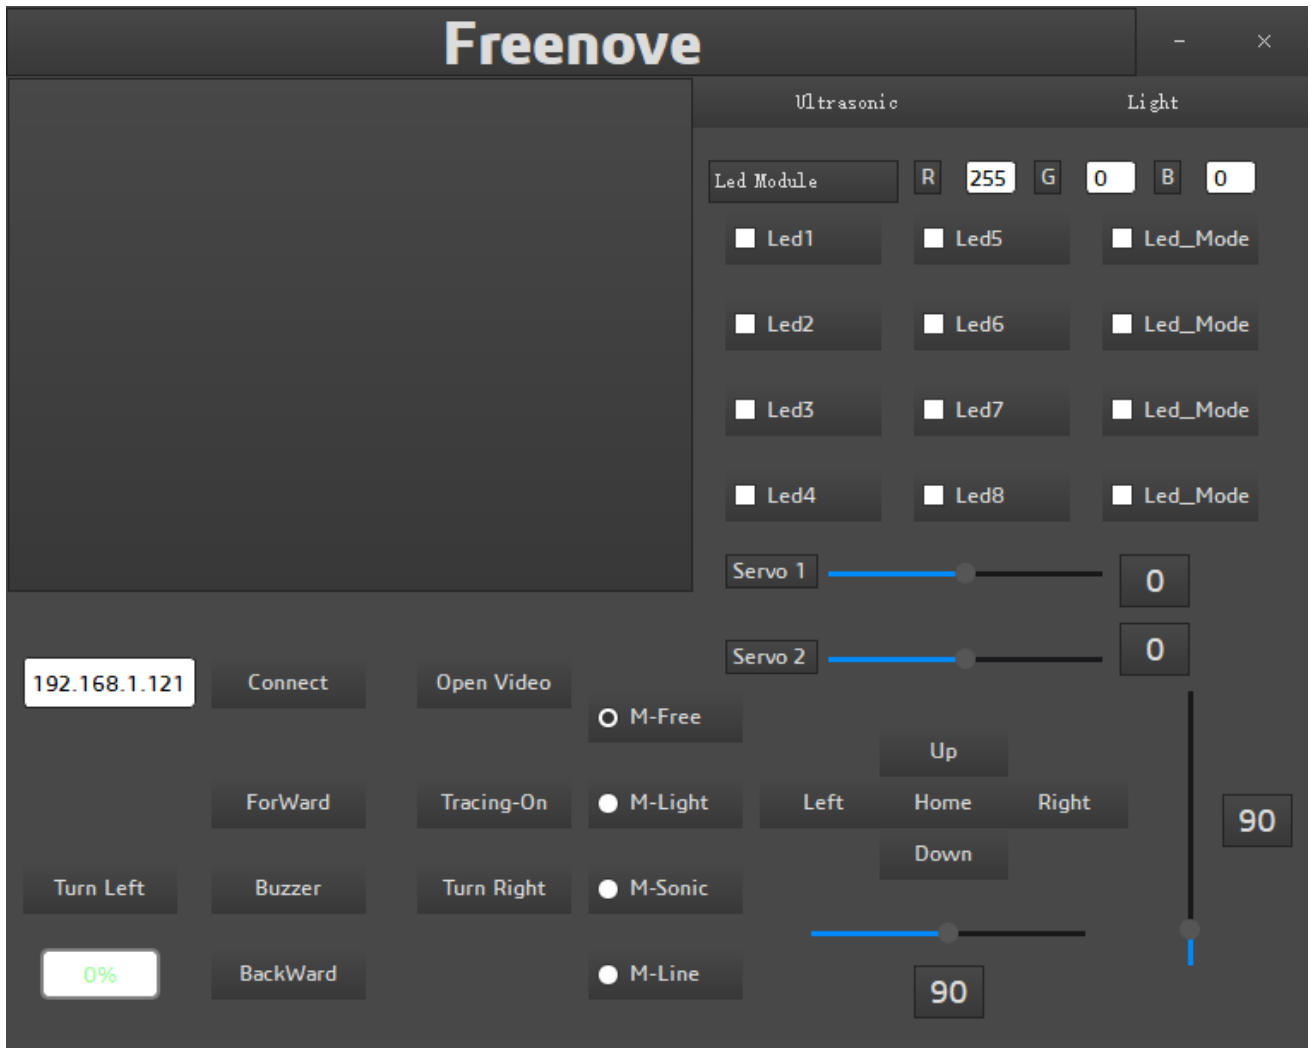 Freenove
Ultrasonic Light
Led Module R 255 G 0 B 0
Led1 Led5 Led_Mode
Led2 Led6 Led_Mode
Led3 Led7 Led_Mode
Led4 Led8 Led_Mode
Servo 1 0
Servo 2 0
192.168.1.121 Connect Open Video
M-Free
Up
ForWard Tracing-On M-Light Left Home Right
90
Down
Turn Left Buzzer Turn Right M-Sonic
0% BackWard M-Line
90